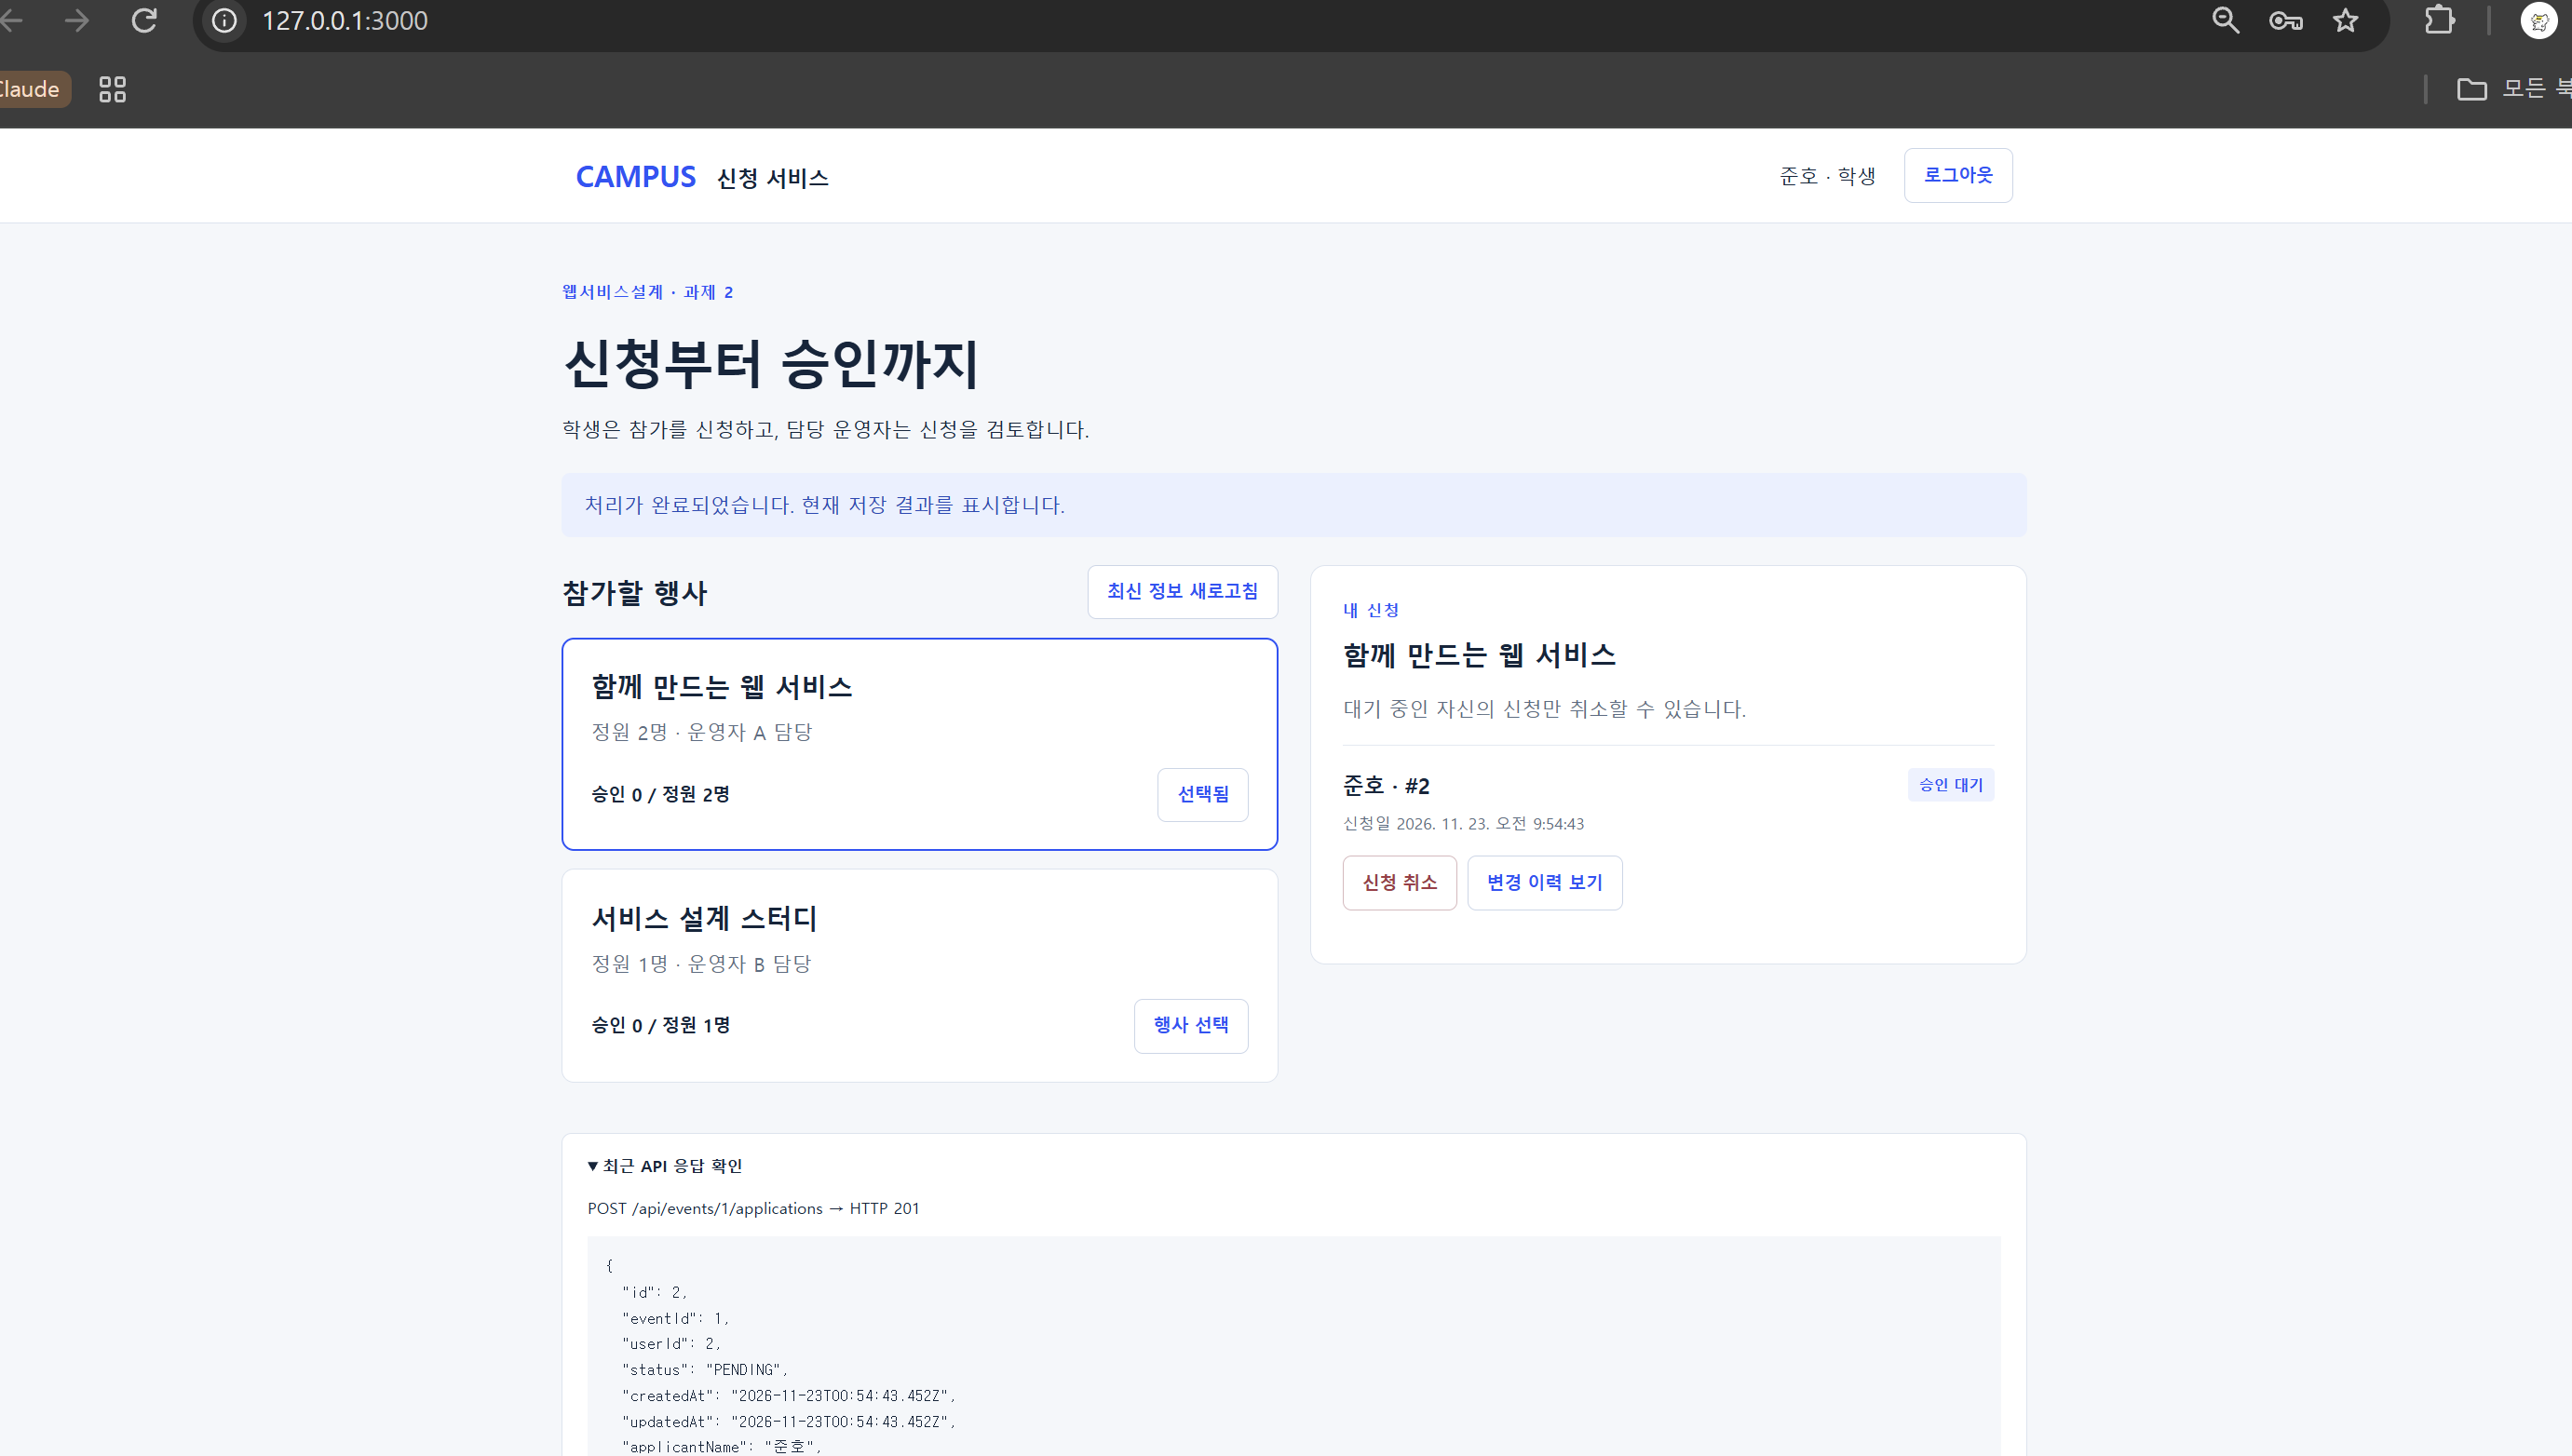 127.0.0.1:3000
Claude
모든 북
CAMPUS 신청 서비스
준호 · 학생
로그아웃
웹서비스설계 · 과제 2
신청부터 승인까지
학생은 참가를 신청하고, 담당 운영자는 신청을 검토합니다.
처리가 완료되었습니다. 현재 저장 결과를 표시합니다.
참가할 행사
최신 정보 새로고침
함께 만드는 웹 서비스
정원 2명 · 운영자 A 담당
승인 0 / 정원 2명
선택됨
서비스 설계 스터디
정원 1명 · 운영자 B 담당
승인 0 / 정원 1명
행사 선택
내 신청
함께 만드는 웹 서비스
대기 중인 자신의 신청만 취소할 수 있습니다.
준호 · #2
승인 대기
신청일 2026. 11. 23. 오전 9:54:43
신청 취소
변경 이력 보기
▼ 최근 API 응답 확인
POST /api/events/1/applications → HTTP 201
{
"id": 2,
"eventId": 1,
"userId": 2,
"status": "PENDING",
"createdAt": "2026-11-23T00:54:43.452Z",
"updatedAt": "2026-11-23T00:54:43.452Z",
"applicantName": "준호",